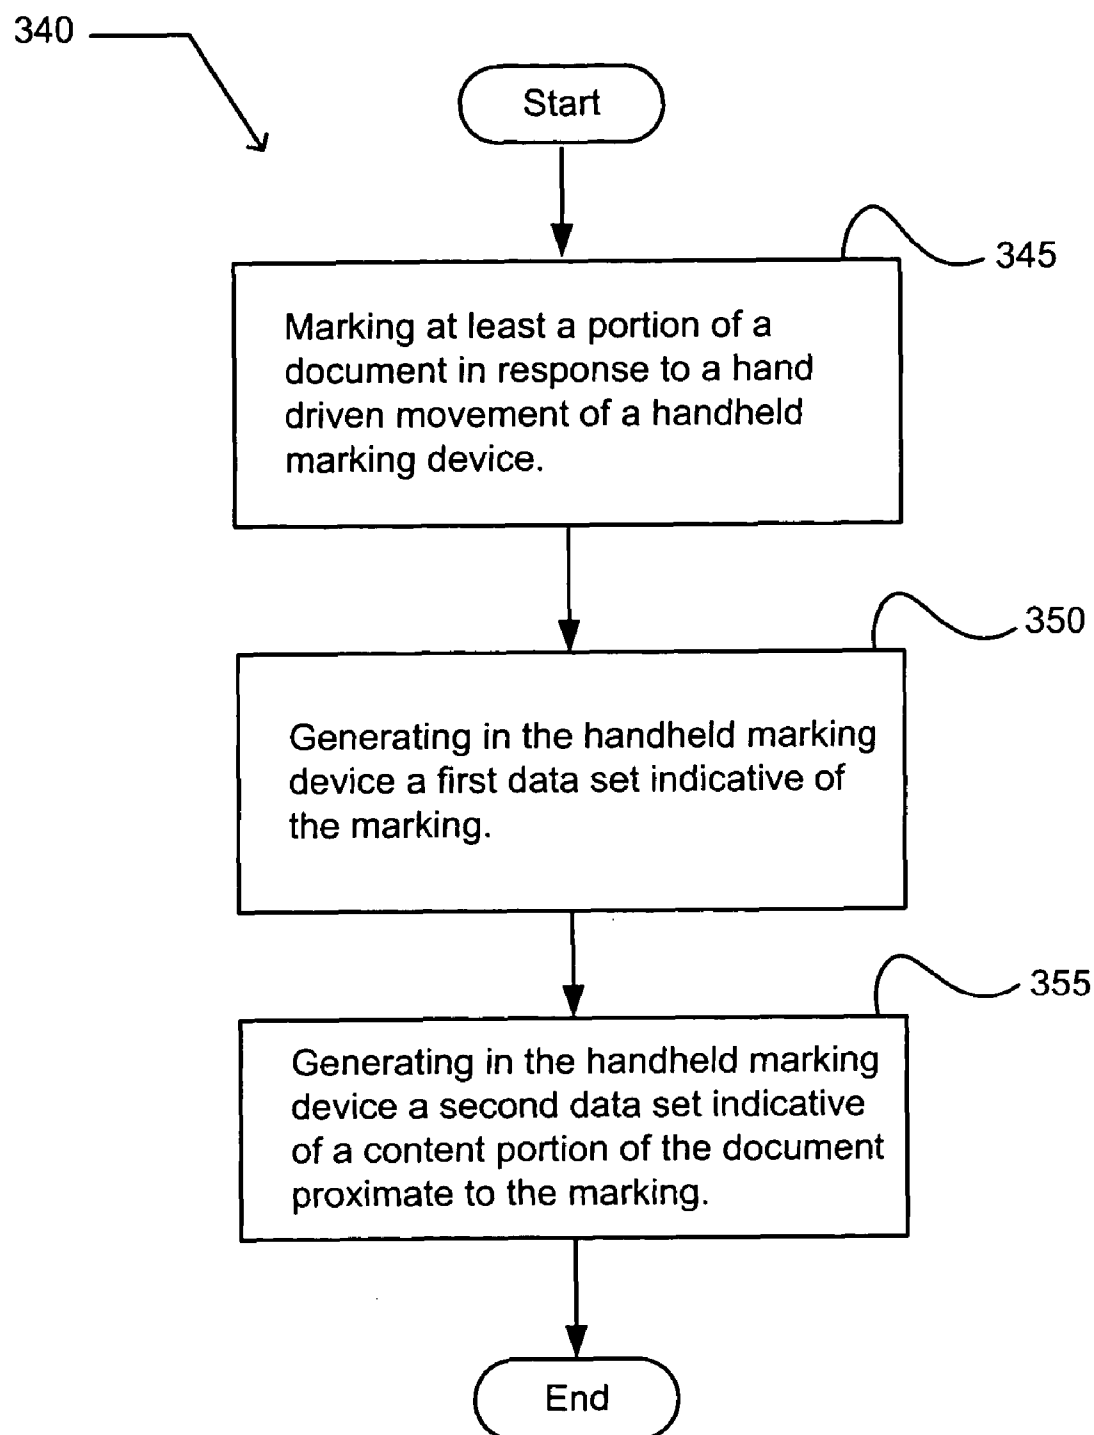 340
Start
345
Marking at least a portion of a
document in response to a hand
driven movement of a handheld
marking device.
350
Generating in the handheld marking
device a first data set indicative of
the marking.
355
Generating in the handheld marking
device a second data set indicative
of a content portion of the document
proximate to the marking.
End